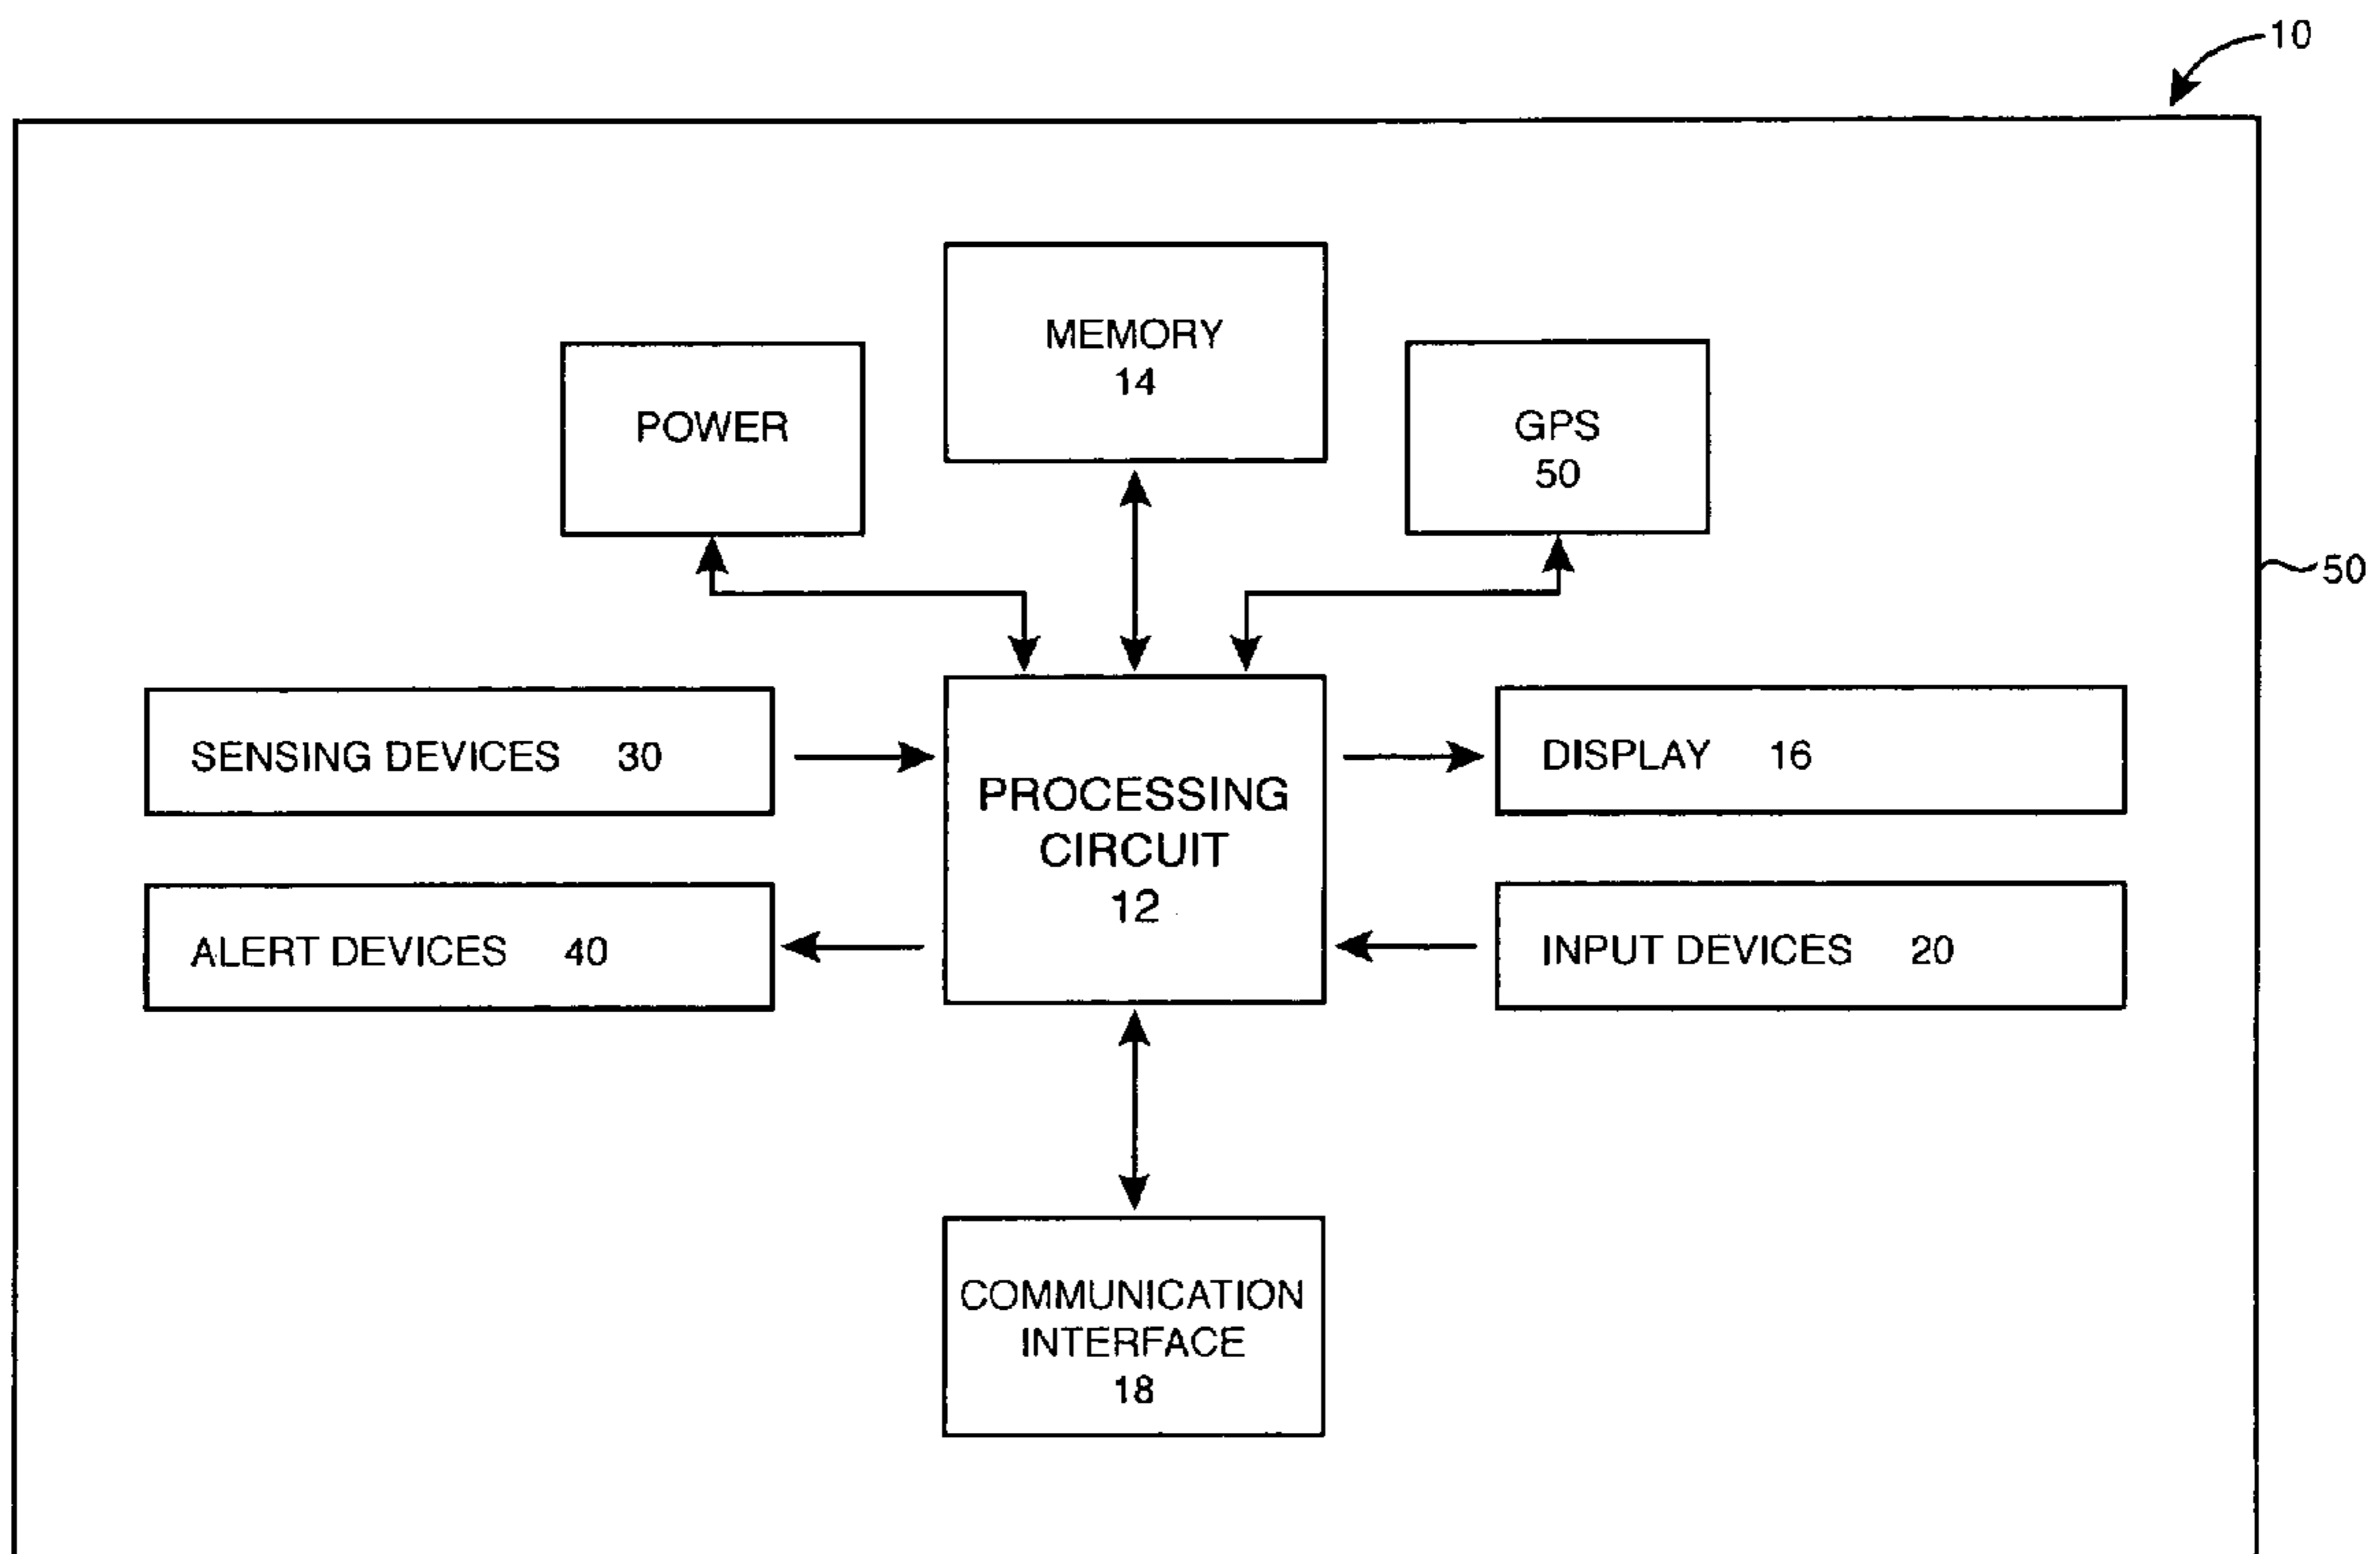 10
MEMORY
14
POWER
GPS
50
50
SENSING DEVICES 30
PROCESSING
CIRCUIT
12
DISPLAY 16
ALERT DEVICES 40
INPUT DEVICES 20
COMMUNICATION
INTERFACE
18